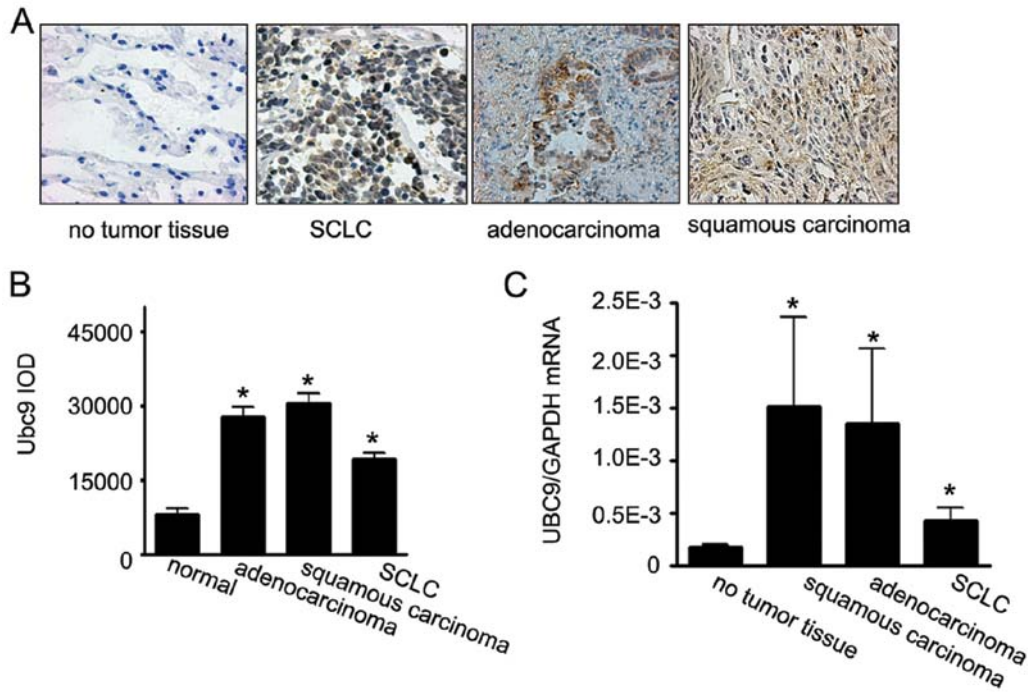 A
no tumor tissue
SCLC
adenocarcinoma
squamous carcinoma
B
Ubc9 IOD
45000
30000
15000
0
*
*
*
normal
adenocarcinoma
squamous carcinoma
SCLC
C
UBC9/GAPDH mRNA
2.5E-3
2.0E-3
1.5E-3
1.0E-3
0.5E-3
0
*
*
*
no tumor tissue
squamous carcinoma
adenocarcinoma
SCLC